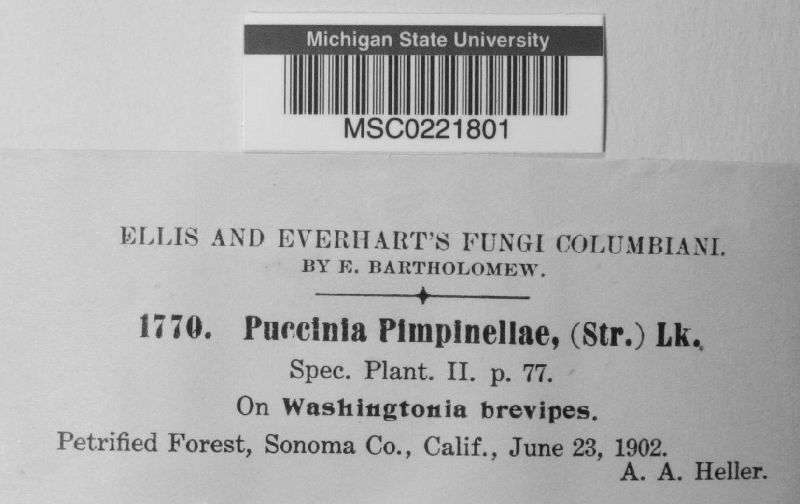 Michigan State University
MSC0221801
ELLIS AND EVERHART'S FUNGI COLUMBIANI.
BY E. BARTHOLOMEW.
1770. Puccinia Pimpinellae, (Str.) Lk.
Spec. Plant. II. p. 77.
On Washingtonia brevipes.
Petrified Forest, Sonoma Co., Calif., June 23, 1902.
A. A. Heller.